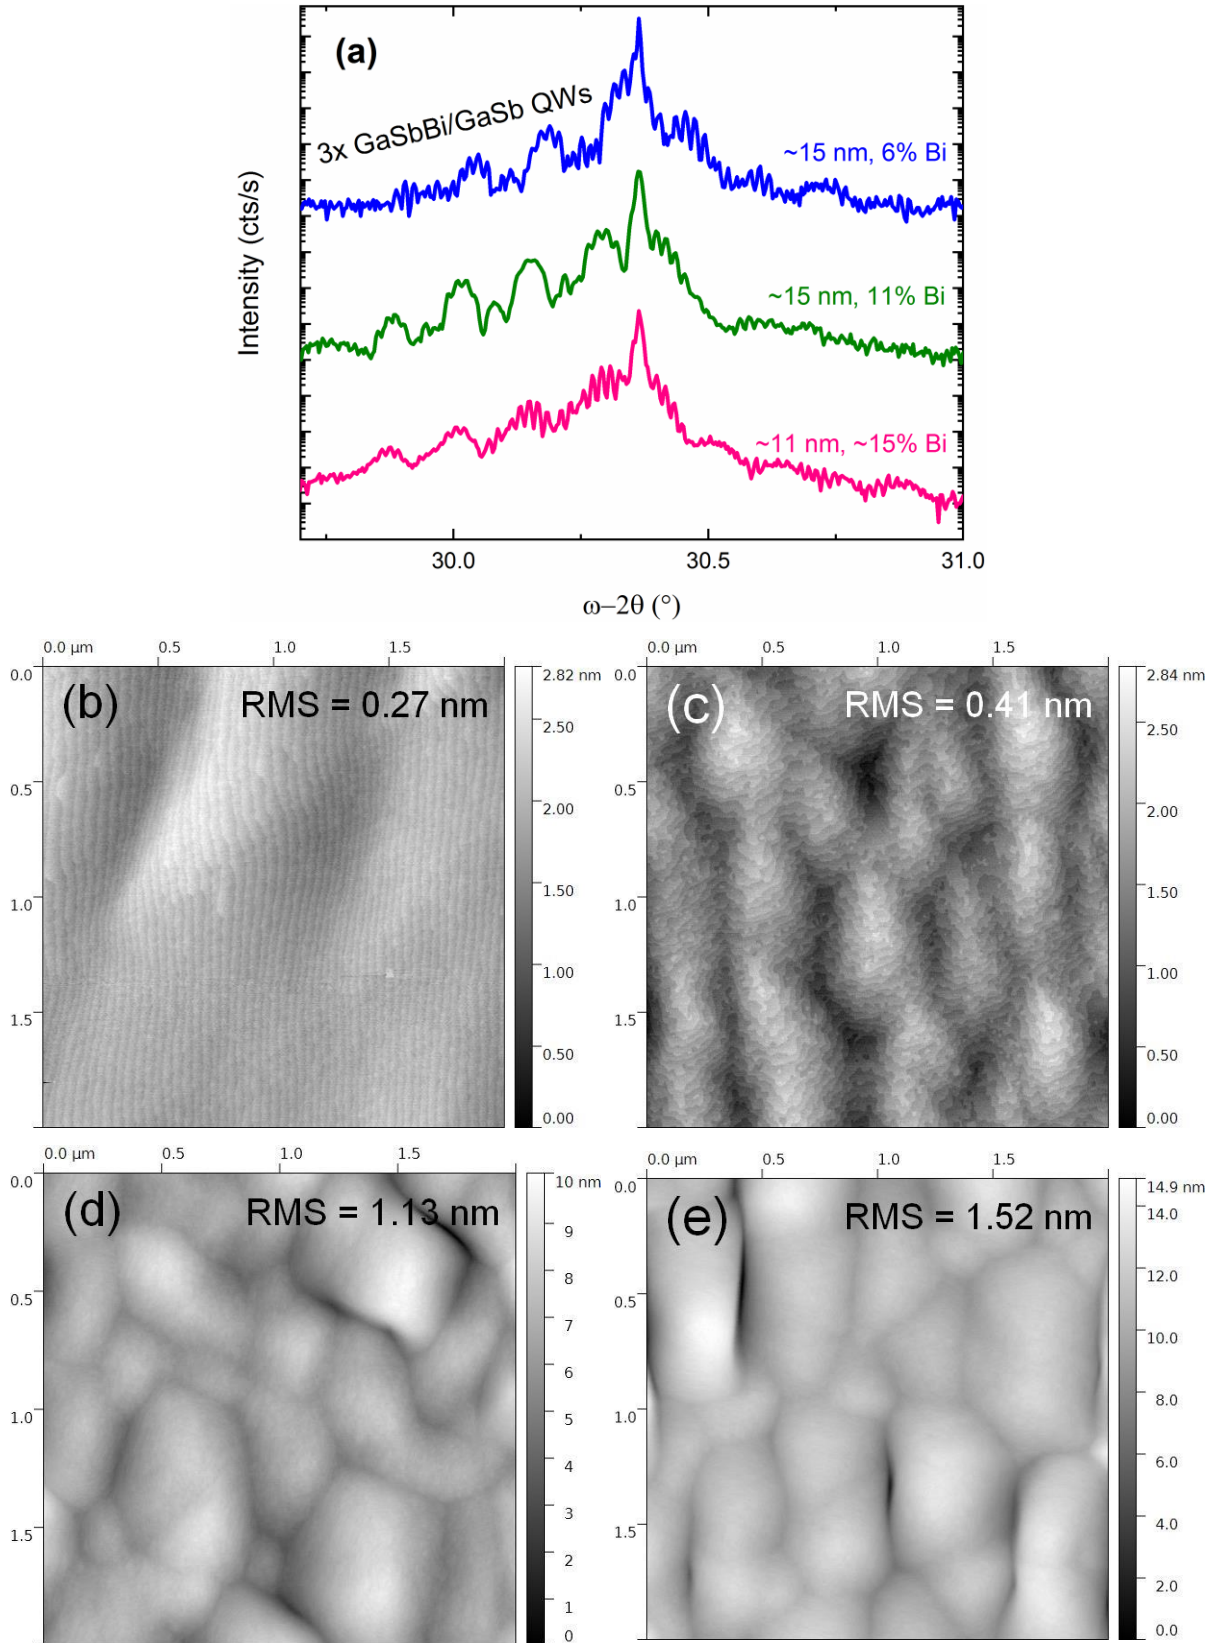 (a)
3x GaSbBi/GaSb QWs
~15 nm, 6% Bi
~15 nm, 11% Bi
~11 nm, ~15% Bi
Intensity (cts/s)
30.0 30.5 31.0
ω–2θ (°)
0.0 µm 0.5 1.0 1.5
0.0
0.5
1.0
1.5
(b) RMS = 0.27 nm
2.82 nm
2.50
2.00
1.50
1.00
0.50
0.00
0.0 µm 0.5 1.0 1.5
0.0
0.5
1.0
1.5
(c) RMS = 0.41 nm
2.84 nm
2.50
2.00
1.50
1.00
0.50
0.00
0.0 µm 0.5 1.0 1.5
0.0
0.5
1.0
1.5
(d) RMS = 1.13 nm
10 nm
9
8
7
6
5
4
3
2
1
0
0.0 µm 0.5 1.0 1.5
0.0
0.5
1.0
1.5
(e) RMS = 1.52 nm
14.9 nm
14.0
12.0
10.0
8.0
6.0
4.0
2.0
0.0